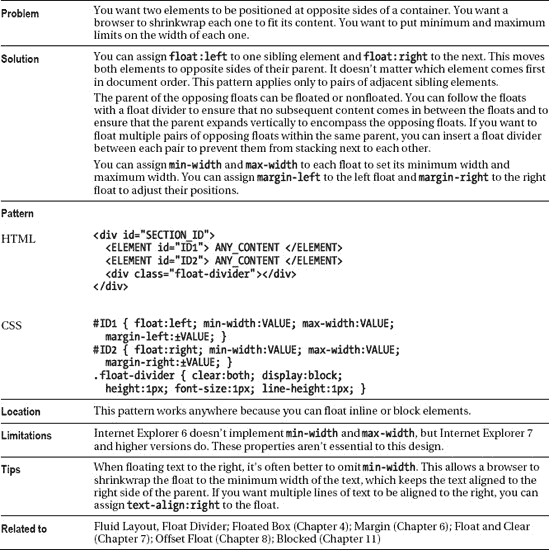 Problem
You want two elements to be positioned at opposite sides of a container. You want a
browser to shrinkwrap each one to fit its content. You want to put minimum and maximum
limits on the width of each one.
Solution
You can assign float:left to one sibling element and float:right to the next. This moves
both elements to opposite sides of their parent. It doesn't matter which element comes first
in document order. This pattern applies only to pairs of adjacent sibling elements.
The parent of the opposing floats can be floated or nonfloated. You can follow the floats
with a float divider to ensure that no subsequent content comes in between the floats and to
ensure that the parent expands vertically to encompass the opposing floats. If you want to
float multiple pairs of opposing floats within the same parent, you can insert a float divider
between each pair to prevent them from stacking next to each other.
You can assign min-width and max-width to each float to set its minimum width and
maximum width. You can assign margin-left to the left float and margin-right to the right
float to adjust their positions.
Pattern
HTML
<div id="SECTION_ID">
<ELEMENT id="ID1"> ANY_CONTENT </ELEMENT>
<ELEMENT id="ID2"> ANY_CONTENT </ELEMENT>
<div class="float-divider"></div>
</div>
CSS
#ID1 { float:left; min-width:VALUE; max-width:VALUE;
margin-left:±VALUE; }
#ID2 { float:right; min-width:VALUE; max-width:VALUE;
margin-right:±VALUE; }
.float-divider { clear:both; display:block;
height:1px; font-size:1px; line-height:1px; }
Location
This pattern works anywhere because you can float inline or block elements.
Limitations
Internet Explorer 6 doesn't implement min-width and max-width, but Internet Explorer 7
and higher versions do. These properties aren't essential to this design.
Tips
When floating text to the right, it's often better to omit min-width. This allows a browser to
shrinkwrap the float to the minimum width of the text, which keeps the text aligned to the
right side of the parent. If you want multiple lines of text to be aligned to the right, you can
assign text-align:right to the float.
Related to
Fluid Layout, Float Divider; Floated Box (Chapter 4); Margin (Chapter 6); Float and Clear
(Chapter 7); Offset Float (Chapter 8); Blocked (Chapter 11)